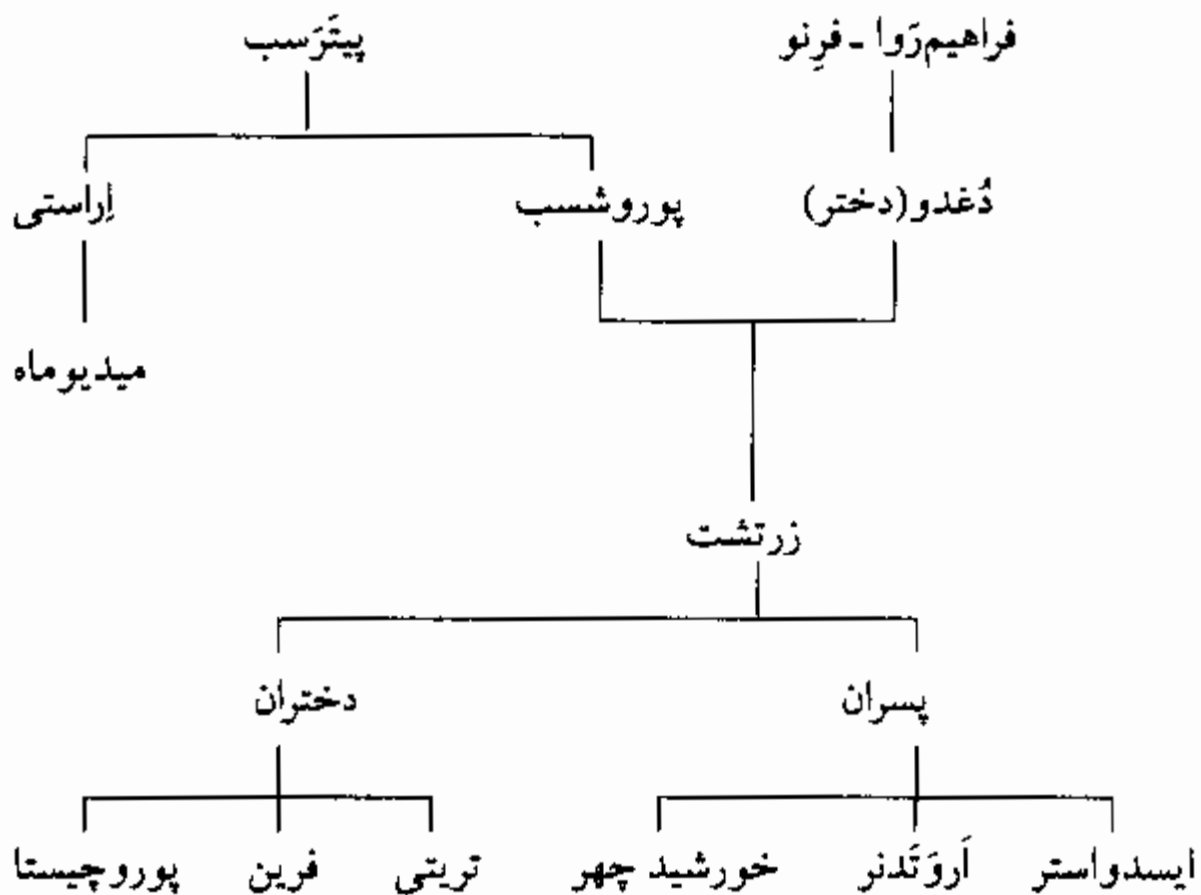 فراهیم‌رَوا ـ فرِنو پیتَرَسب
دُغدو (دختر) پوروشسب اِراستی
میدیوماه
زرتشت
پسران دختران
ایسدواستر اَروَتَدنر خورشید چهر تریتی فرین پوروچیستا